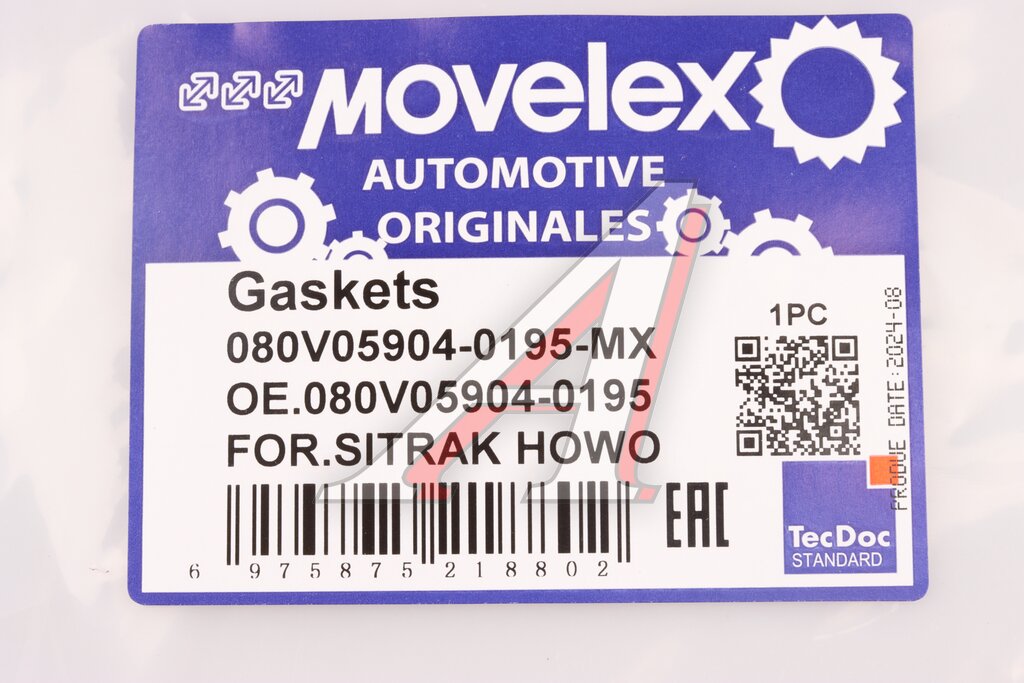 MOVELEX
AUTOMOTIVE
ORIGINALES
Gaskets
080V05904-0195-MX
OE.080V05904-0195
FOR.SITRAK HOWO
1PC
PRODUE DATE:2024-08
EAC
TecDoc
STANDARD
6 975875 218802